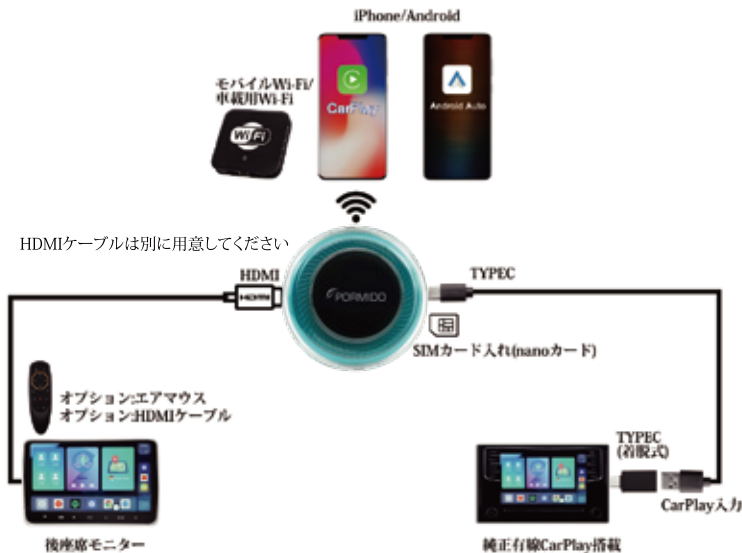 iPhone/Android
モバイルWi-Fi/
車載用Wi-Fi
WiFi
CarPlay
Android Auto
HDMIケーブルは別に用意してください
HDMI
HDMI
PORMIDO
TYPEC
SIMカード入れ(nanoカード)
オプション:エアマウス
オプション:HDMIケーブル
TYPEC
(着脱式)
CarPlay入力
後座席モニター
純正有線CarPlay搭載